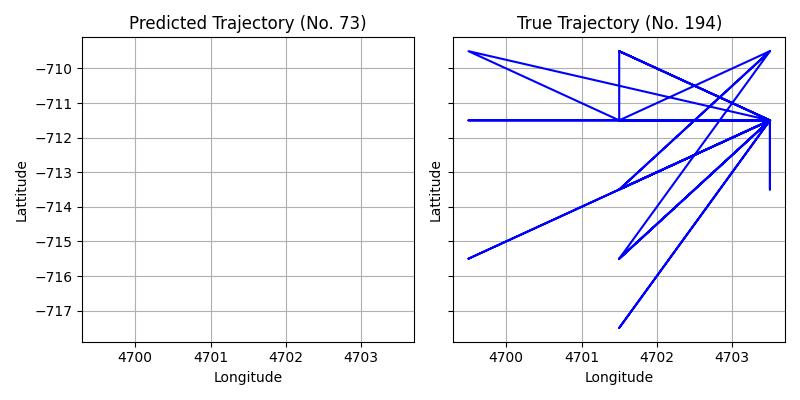 Predicted Trajectory (No. 73)
True Trajectory (No. 194)
−710
−711
−712
−713
−714
−715
−716
−717
Lattitude
Lattitude
4700 4701 4702 4703
4700 4701 4702 4703
Longitude
Longitude